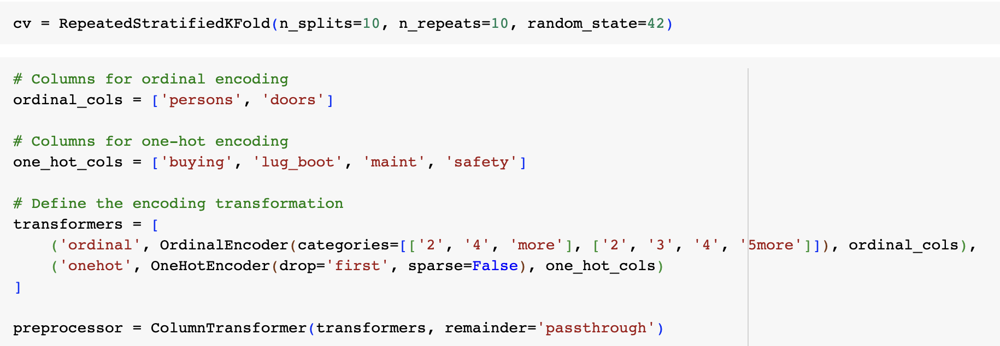 cv = RepeatedStratifiedKFold(n_splits=10, n_repeats=10, random_state=42)
# Columns for ordinal encoding
ordinal_cols = ['persons', 'doors']
# Columns for one-hot encoding
one_hot_cols = ['buying', 'lug_boot', 'maint', 'safety']
# Define the encoding transformation
transformers = [
    ('ordinal', OrdinalEncoder(categories=[['2', '4', 'more'], ['2', '3', '4', '5more']]), ordinal_cols),
    ('onehot', OneHotEncoder(drop='first', sparse=False), one_hot_cols)
]
preprocessor = ColumnTransformer(transformers, remainder='passthrough')